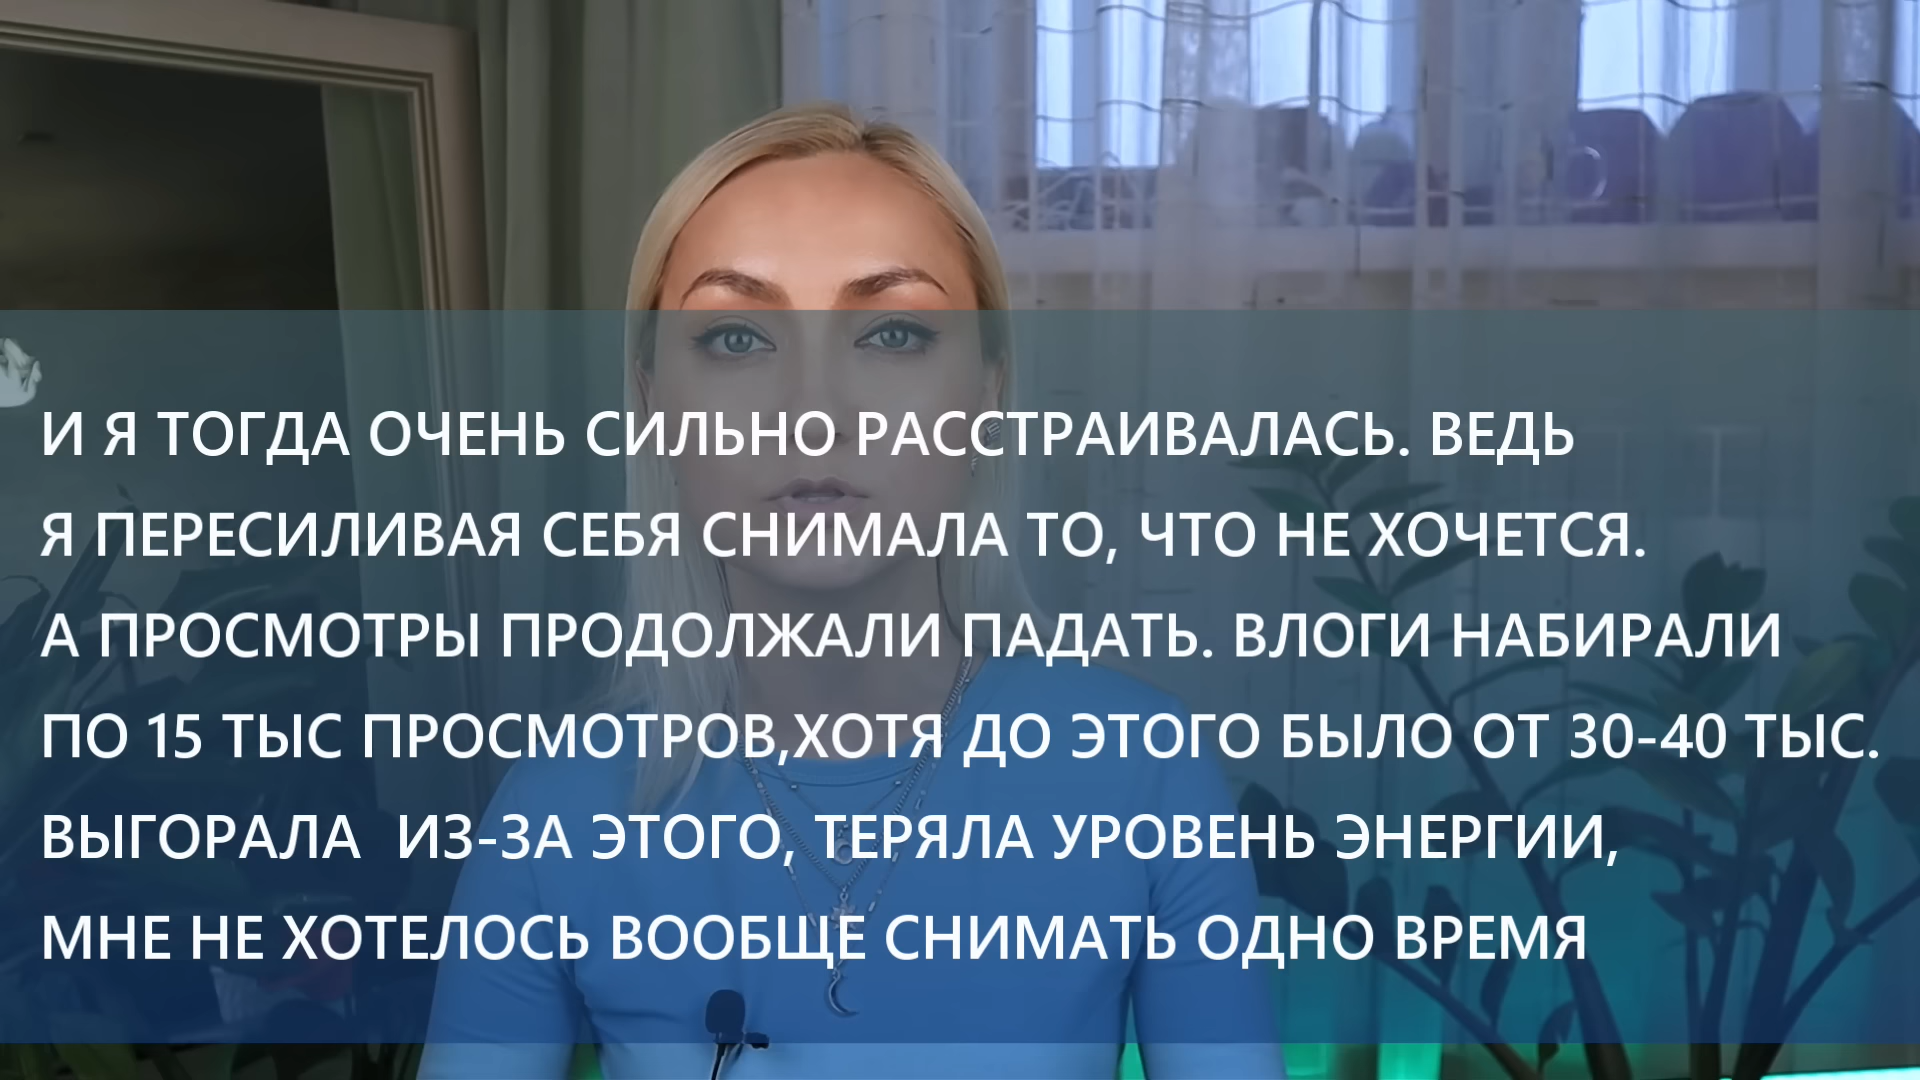 И Я ТОГДА ОЧЕНЬ СИЛЬНО РАССТРАИВАЛАСЬ. ВЕДЬ
Я ПЕРЕСИЛИВАЯ СЕБЯ СНИМАЛА ТО, ЧТО НЕ ХОЧЕТСЯ.
А ПРОСМОТРЫ ПРОДОЛЖАЛИ ПАДАТЬ. ВЛОГИ НАБИРАЛИ
ПО 15 ТЫС ПРОСМОТРОВ,ХОТЯ ДО ЭТОГО БЫЛО ОТ 30-40 ТЫС.
ВЫГОРАЛА  ИЗ-ЗА ЭТОГО, ТЕРЯЛА УРОВЕНЬ ЭНЕРГИИ,
МНЕ НЕ ХОТЕЛОСЬ ВООБЩЕ СНИМАТЬ ОДНО ВРЕМЯ